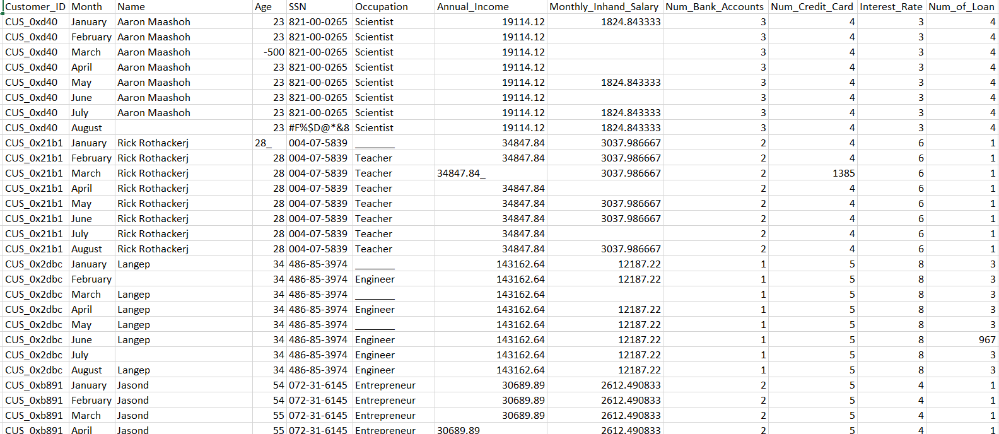 Customer_ID Month Name Age SSN Occupation Annual_Income Monthly_Inhand_Salary Num_Bank_Accounts Num_Credit_Card Interest_Rate Num_of_Loan
CUS_0xd40 January Aaron Maashoh 23 821-00-0265 Scientist 19114.12 1824.843333 3 4 3 4
CUS_0xd40 February Aaron Maashoh 23 821-00-0265 Scientist 19114.12 3 4 3 4
CUS_0xd40 March Aaron Maashoh -500 821-00-0265 Scientist 19114.12 3 4 3 4
CUS_0xd40 April Aaron Maashoh 23 821-00-0265 Scientist 19114.12 3 4 3 4
CUS_0xd40 May Aaron Maashoh 23 821-00-0265 Scientist 19114.12 1824.843333 3 4 3 4
CUS_0xd40 June Aaron Maashoh 23 821-00-0265 Scientist 19114.12 3 4 3 4
CUS_0xd40 July Aaron Maashoh 23 821-00-0265 Scientist 19114.12 1824.843333 3 4 3 4
CUS_0xd40 August 23 #F%$D@*&8 Scientist 19114.12 1824.843333 3 4 3 4
CUS_0x21b1 January Rick Rothackerj 28_ 004-07-5839 _______ 34847.84 3037.986667 2 4 6 1
CUS_0x21b1 February Rick Rothackerj 28 004-07-5839 Teacher 34847.84 3037.986667 2 4 6 1
CUS_0x21b1 March Rick Rothackerj 28 004-07-5839 Teacher 34847.84_ 3037.986667 2 1385 6 1
CUS_0x21b1 April Rick Rothackerj 28 004-07-5839 Teacher 34847.84 2 4 6 1
CUS_0x21b1 May Rick Rothackerj 28 004-07-5839 Teacher 34847.84 3037.986667 2 4 6 1
CUS_0x21b1 June Rick Rothackerj 28 004-07-5839 Teacher 34847.84 3037.986667 2 4 6 1
CUS_0x21b1 July Rick Rothackerj 28 004-07-5839 Teacher 34847.84 2 4 6 1
CUS_0x21b1 August Rick Rothackerj 28 004-07-5839 Teacher 34847.84 3037.986667 2 4 6 1
CUS_0x2dbc January Langep 34 486-85-3974 _______ 143162.64 12187.22 1 5 8 3
CUS_0x2dbc February 34 486-85-3974 Engineer 143162.64 12187.22 1 5 8 3
CUS_0x2dbc March Langep 34 486-85-3974 _______ 143162.64 1 5 8 3
CUS_0x2dbc April Langep 34 486-85-3974 Engineer 143162.64 12187.22 1 5 8 3
CUS_0x2dbc May Langep 34 486-85-3974 _______ 143162.64 12187.22 1 5 8 3
CUS_0x2dbc June Langep 34 486-85-3974 Engineer 143162.64 12187.22 1 5 8 967
CUS_0x2dbc July 34 486-85-3974 Engineer 143162.64 12187.22 1 5 8 3
CUS_0x2dbc August Langep 34 486-85-3974 Engineer 143162.64 12187.22 1 5 8 3
CUS_0xb891 January Jasond 54 072-31-6145 Entrepreneur 30689.89 2612.490833 2 5 4 1
CUS_0xb891 February Jasond 54 072-31-6145 Entrepreneur 30689.89 2612.490833 2 5 4 1
CUS_0xb891 March Jasond 55 072-31-6145 Entrepreneur 30689.89 2612.490833 2 5 4 1
CUS_0xb891 April Jasond 55 072-31-6145 Entrepreneur 30689.89 2612.490833 2 5 4 1